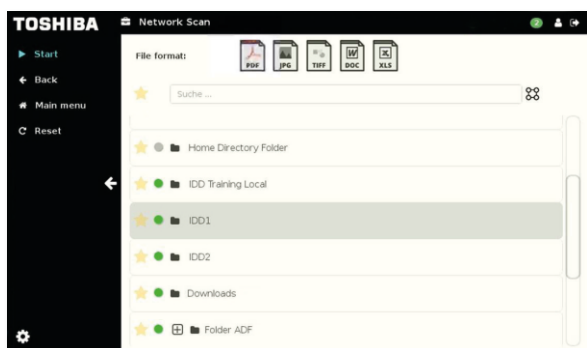 TOSHIBA
Network Scan
2
Start
Back
Main menu
Reset
File format:
PDF
JPG
TIFF
DOC
XLS
Suche ...
Home Directory Folder
IDD Training Local
IDD1
IDD2
Downloads
Folder ADF